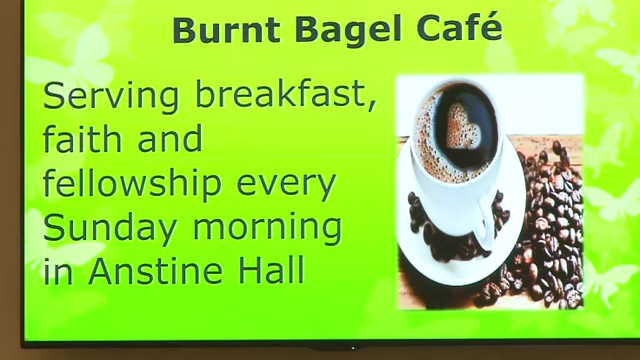 Burnt Bagel Café
Serving breakfast,
faith and
fellowship every
Sunday morning
in Anstine Hall